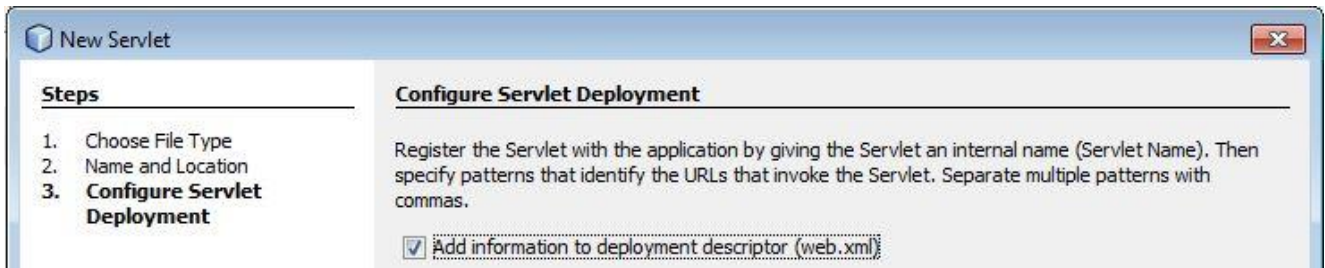 New Servlet
Steps
1. Choose File Type
2. Name and Location
3. Configure Servlet
Deployment
Configure Servlet Deployment
Register the Servlet with the application by giving the Servlet an internal name (Servlet Name). Then
specify patterns that identify the URLs that invoke the Servlet. Separate multiple patterns with
commas.
Add information to deployment descriptor (web.xml)